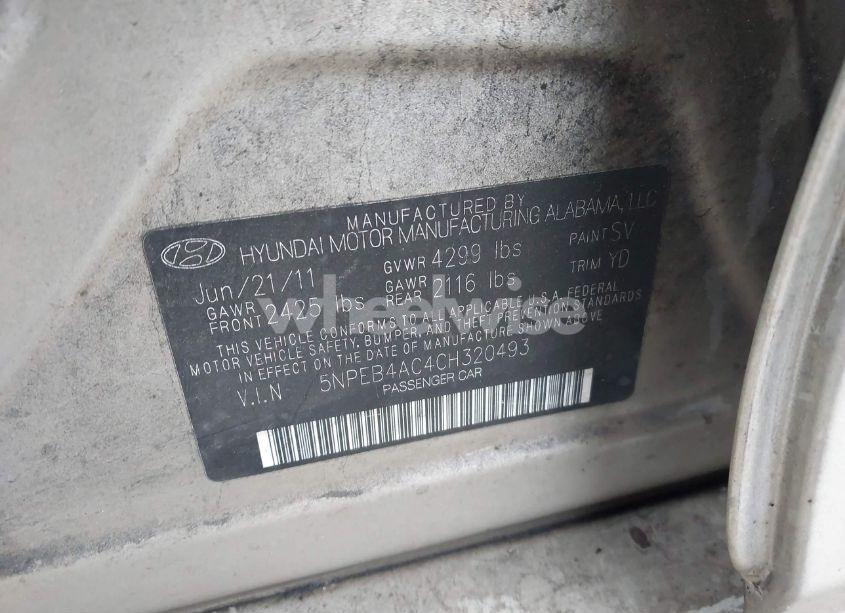 MANUFACTURED BY
HYUNDAI MOTOR MANUFACTURING ALABAMA, LLC
Jun/21/11 GVWR 4299 lbs PAINT SV
GAWR FRONT 2425 lbs GAWR REAR 2116 lbs TRIM YD
THIS VEHICLE CONFORMS TO ALL APPLICABLE U.S.A. FEDERAL
MOTOR VEHICLE SAFETY, BUMPER, AND THEFT PREVENTION STANDARDS
IN EFFECT ON THE DATE OF MANUFACTURE SHOWN ABOVE
V.I.N 5NPEB4AC4CH320493
PASSENGER CAR
wheelwise